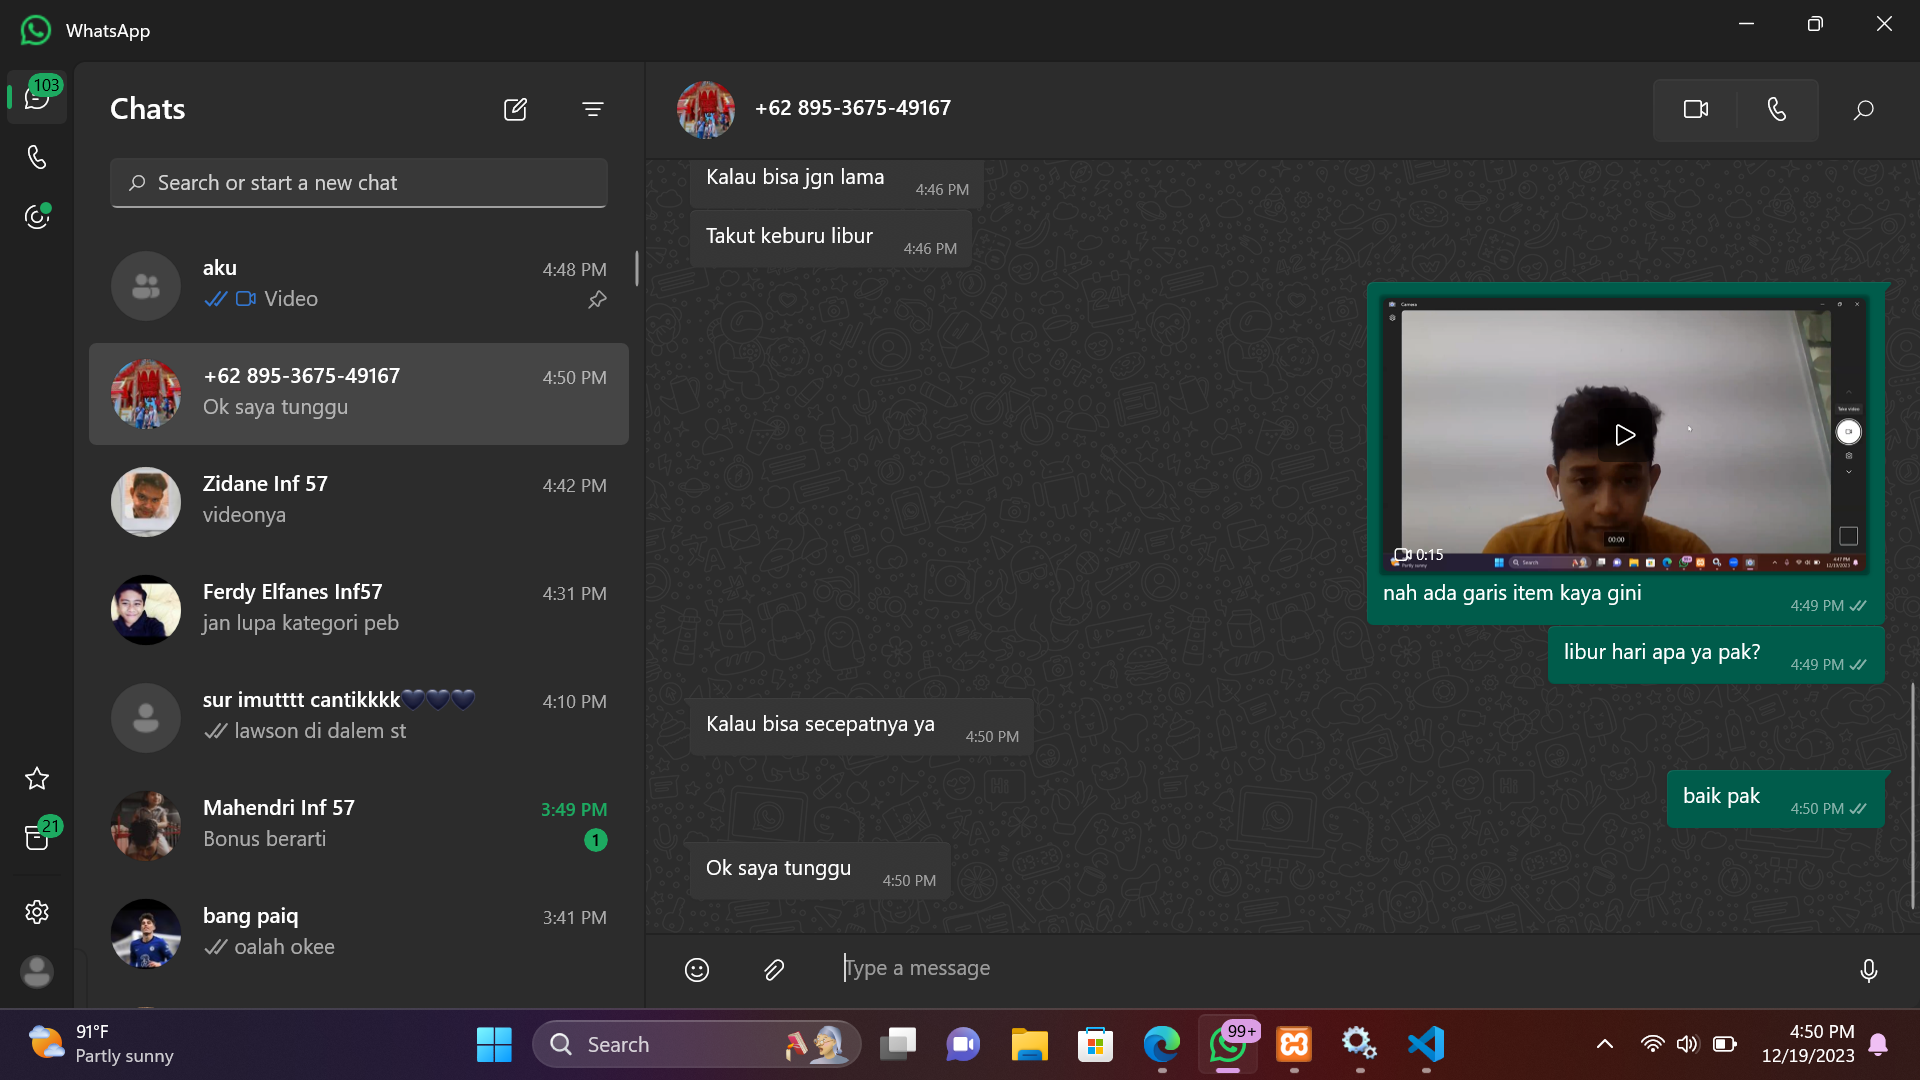 WhatsApp
103
Chats
Search or start a new chat
aku
4:48 PM
Video
+62 895-3675-49167
4:50 PM
Ok saya tunggu
Zidane Inf 57
4:42 PM
videonya
Ferdy Elfanes Inf57
4:31 PM
jan lupa kategori peb
sur imutttt cantikkkk🖤🖤🖤
4:10 PM
lawson di dalem st
Mahendri Inf 57
3:49 PM
Bonus berarti
1
bang paiq
3:41 PM
oalah okee
21
+62 895-3675-49167
Kalau bisa jgn lama
4:46 PM
Takut keburu libur
4:46 PM
Camera
Take video
00:00
0:15
Search
nah ada garis item kaya gini
4:49 PM
libur hari apa ya pak?
4:49 PM
Kalau bisa secepatnya ya
4:50 PM
baik pak
4:50 PM
Ok saya tunggu
4:50 PM
Type a message
91°F
Partly sunny
Search
99+
4:50 PM
12/19/2023